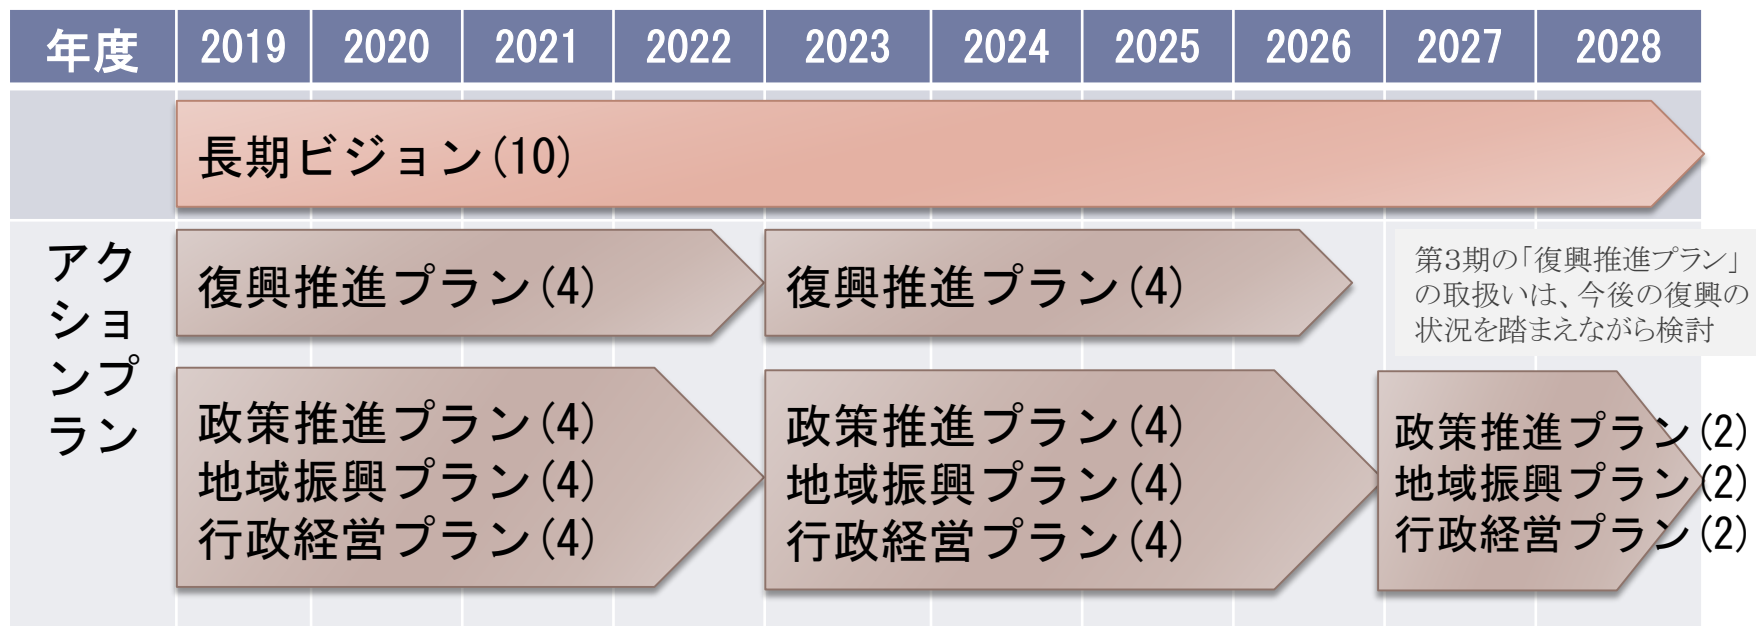 年度 2019 2020 2021 2022 2023 2024 2025 2026 2027 2028
長期ビジョン(10)
アク
ショ
ンプ
ラン
復興推進プラン(4)
復興推進プラン(4)
第3期の「復興推進プラン」
の取扱いは、今後の復興の
状況を踏まえながら検討
政策推進プラン(4)
地域振興プラン(4)
行政経営プラン(4)
政策推進プラン(4)
地域振興プラン(4)
行政経営プラン(4)
政策推進プラン(2)
地域振興プラン(2)
行政経営プラン(2)